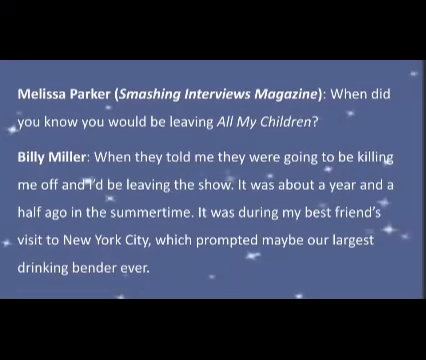 Melissa Parker (Smashing Interviews Magazine): When did
you know you would be leaving All My Children?
Billy Miller: When they told me they were going to be killing
me off and I'd be leaving the show. It was about a year and a
half ago in the summertime. It was during my best friend's
visit to New York City, which prompted maybe our largest
drinking bender ever.